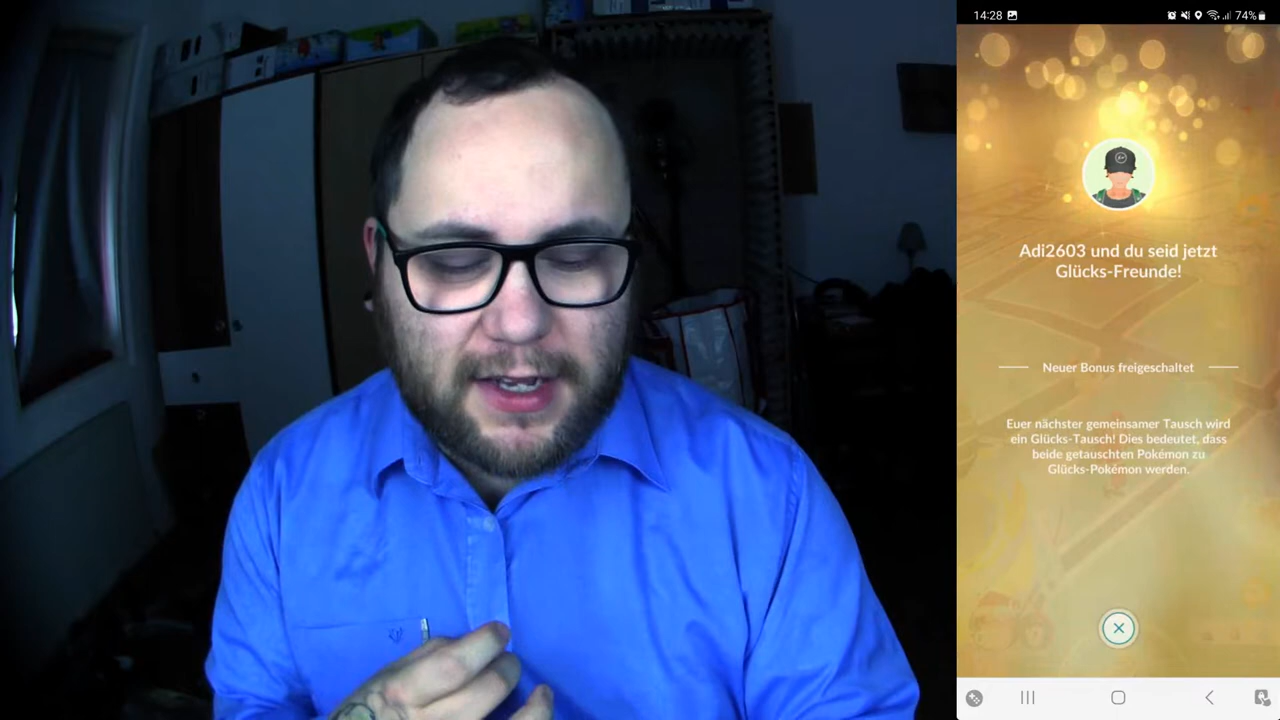 14:28
74%
Adi2603 und du seid jetzt
Glücks-Freunde!
Neuer Bonus freigeschaltet
Euer nächster gemeinsamer Tausch wird
ein Glücks-Tausch! Dies bedeutet, dass
beide getauschten Pokémon zu
Glücks-Pokémon werden.